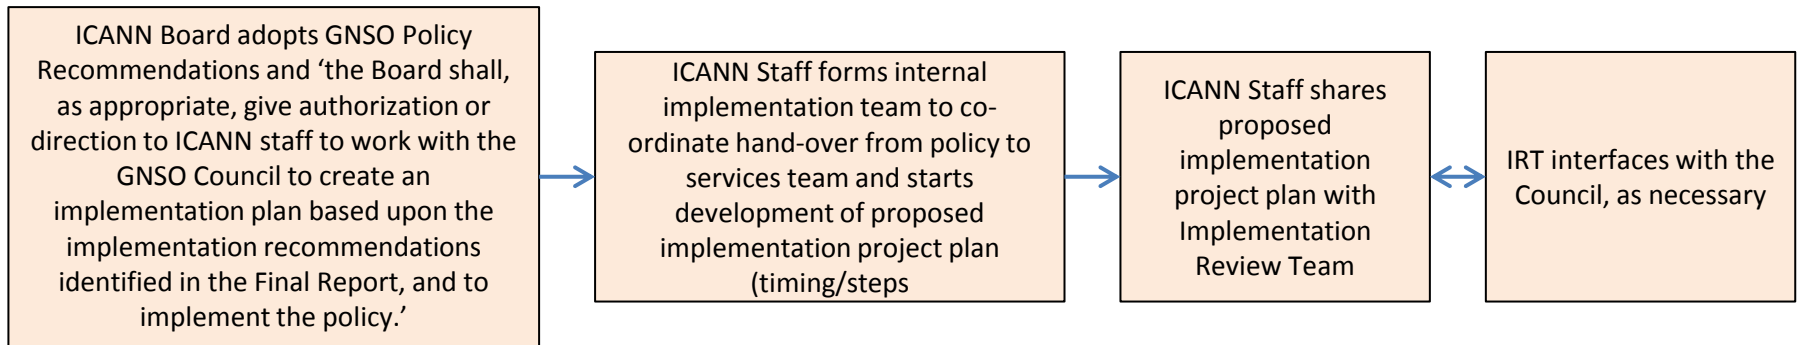 ICANN Board adopts GNSO Policy
Recommendations and ‘the Board shall,
as appropriate, give authorization or
direction to ICANN staff to work with the
GNSO Council to create an
implementation plan based upon the
implementation recommendations
identified in the Final Report, and to
implement the policy.’
ICANN Staff forms internal
implementation team to co-
ordinate hand-over from policy to
services team and starts
development of proposed
implementation project plan
(timing/steps
ICANN Staff shares
proposed
implementation
project plan with
Implementation
Review Team
IRT interfaces with the
Council, as necessary